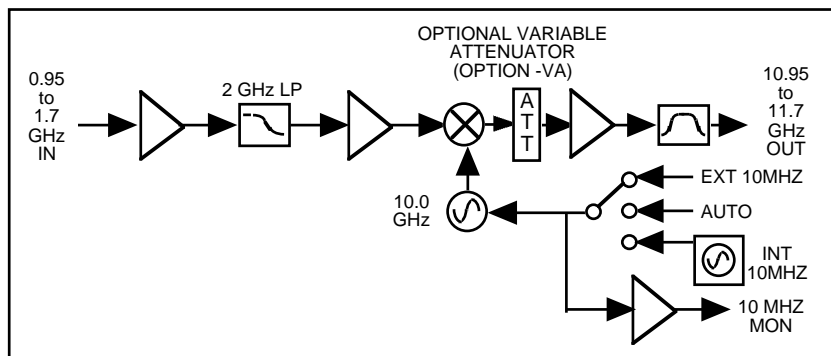 OPTIONAL VARIABLE
ATTENUATOR
(OPTION -VA)
0.95
to
1.7
GHz
IN
2 GHz LP
A
T
T
10.95
to
11.7
GHz
OUT
10.0
GHz
EXT 10MHZ
AUTO
INT
10MHZ
10 MHZ
MON